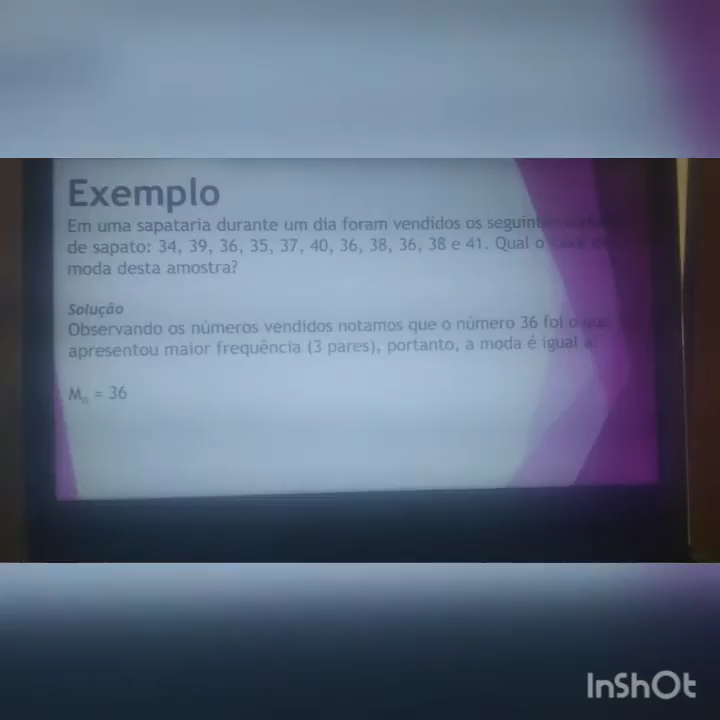 Exemplo
Em uma sapataria durante um dia foram vendidos os seguintes
de sapato: 34, 39, 36, 35, 37, 40, 36, 38, 36, 38 e 41. Qual o
moda desta amostra?
Solução
Observando os números vendidos notamos que o número 36 foi o que
apresentou maior frequência (3 pares), portanto, a moda é igual a
= 36
InShOt